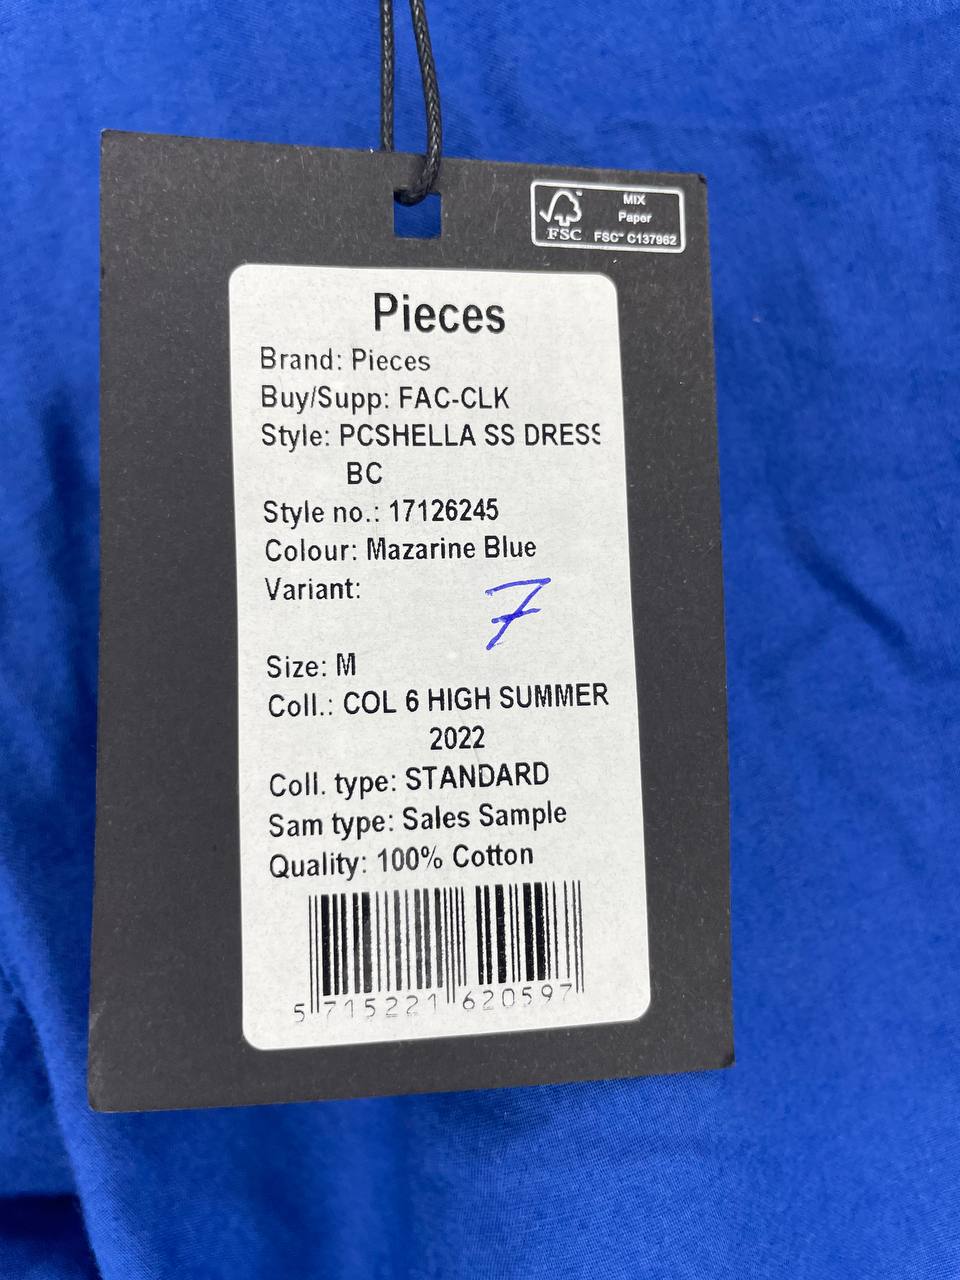 MIX
Paper
FSC FSC™ C137962
Pieces
Brand: Pieces
Buy/Supp: FAC-CLK
Style: PCSHELLA SS DRESS
BC
Style no.: 17126245
Colour: Mazarine Blue
Variant:
7
Size: M
Coll.: COL 6 HIGH SUMMER
2022
Coll. type: STANDARD
Sam type: Sales Sample
Quality: 100% Cotton
5 715221 620597